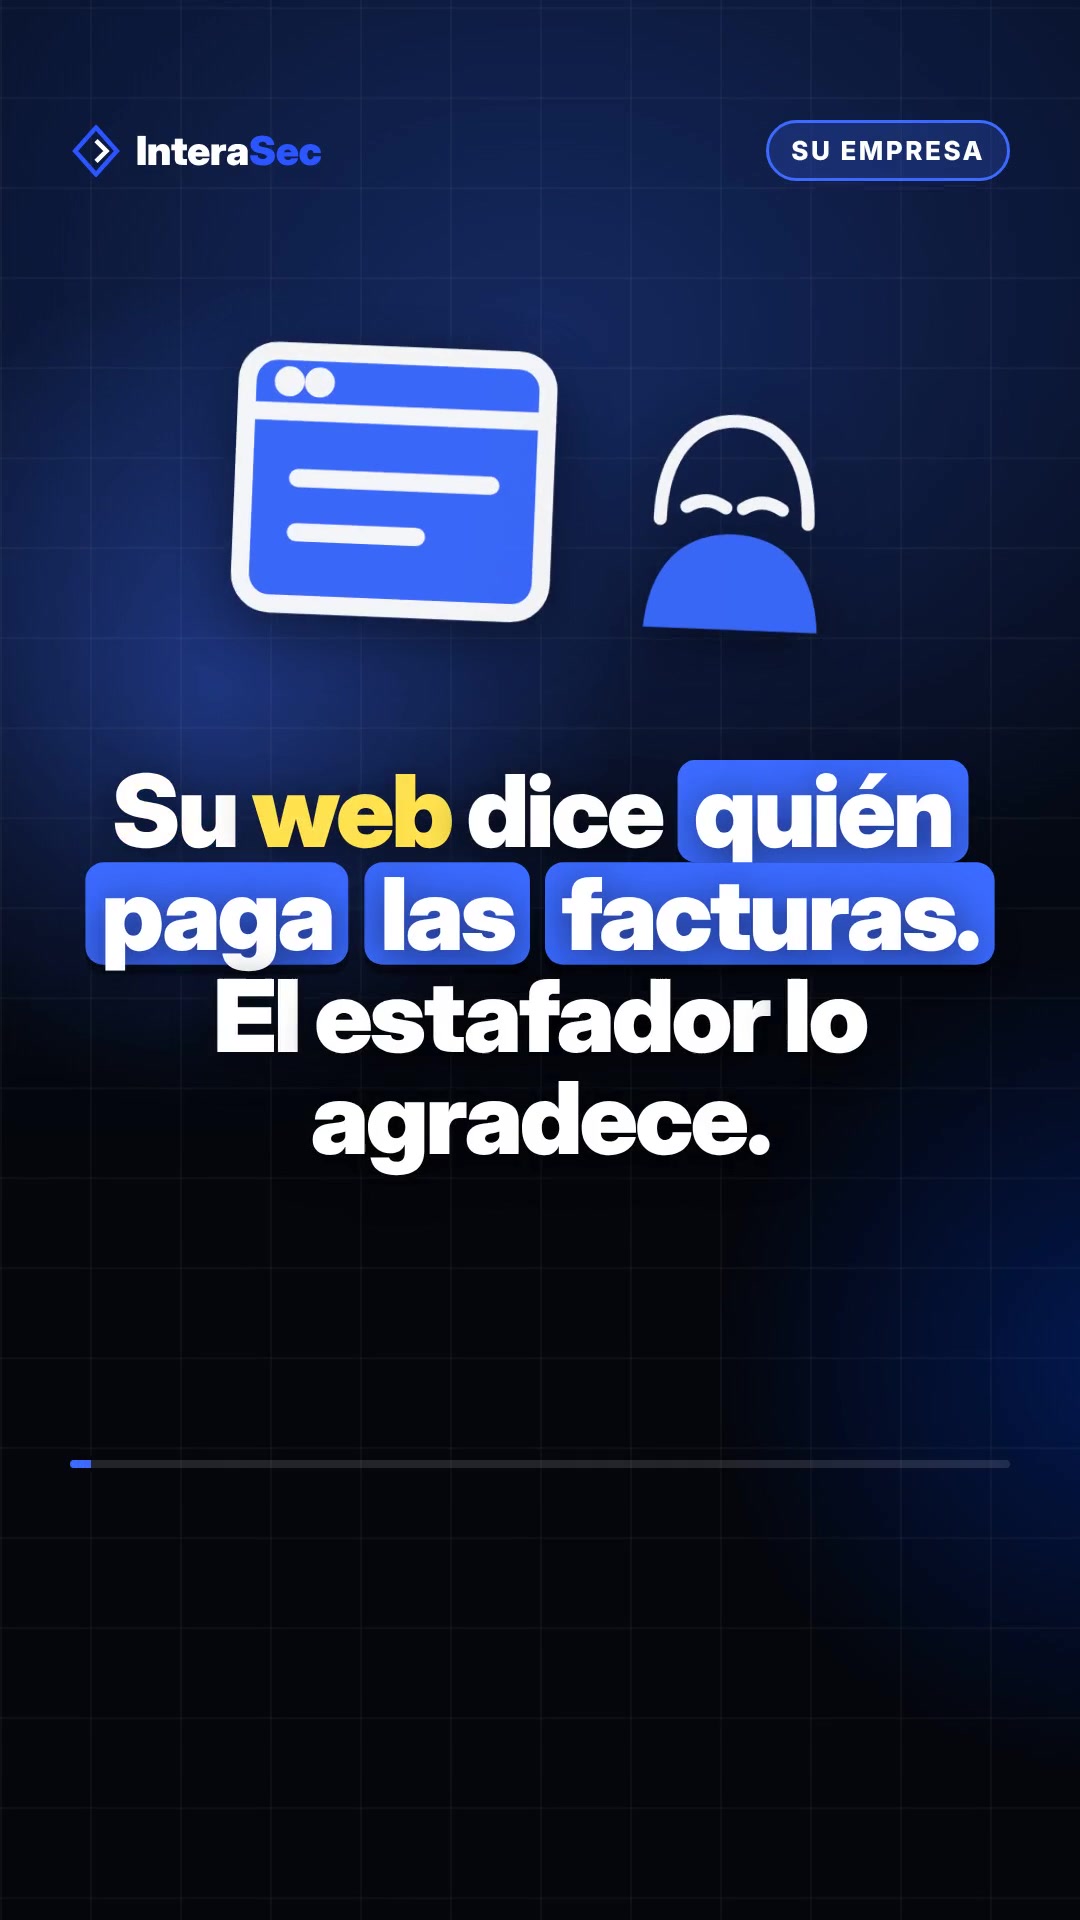 InteraSec
SU EMPRESA
Su web dice quién
paga las facturas.
El estafador lo
agradece.